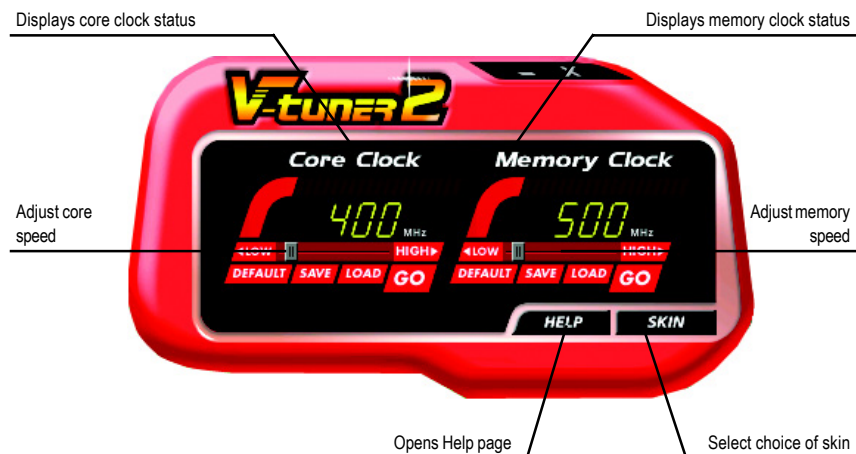 Displays core clock status
Displays memory clock status
V-tuner 2
Core Clock
Memory Clock
Adjust core
speed
400 MHz
500 MHz
Adjust memory
speed
◄LOW HIGH►
◄LOW HIGH►
DEFAULT SAVE LOAD GO
DEFAULT SAVE LOAD GO
HELP SKIN
Opens Help page
Select choice of skin